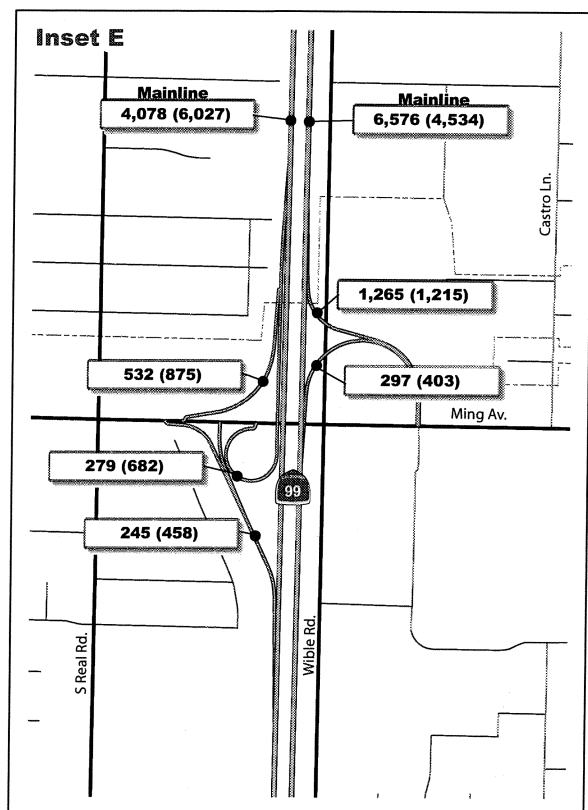 Inset E
Mainline
4,078 (6,027)
Mainline
6,576 (4,534)
Castro Ln.
1,265 (1,215)
532 (875)
297 (403)
Ming Av.
279 (682)
99
245 (458)
S Real Rd.
Wible Rd.